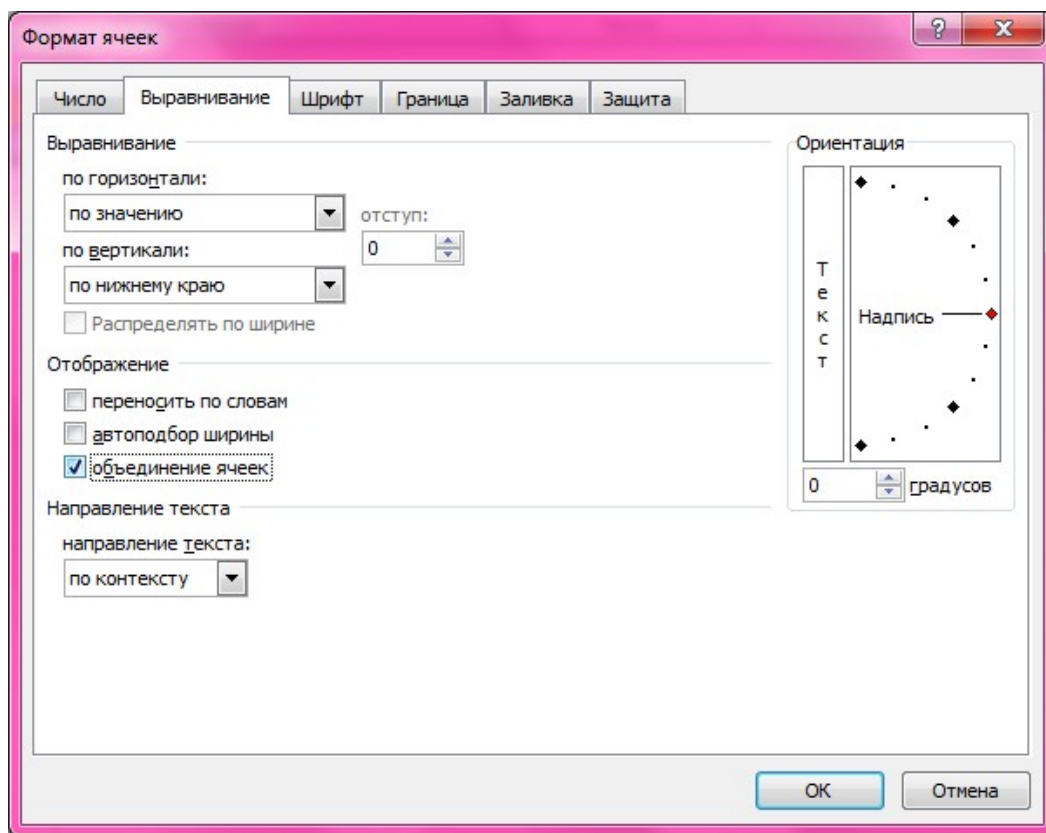 Формат ячеек
Число Выравнивание Шрифт Граница Заливка Защита
Выравнивание
по горизонтали:
по значению
отступ:
0
по вертикали:
по нижнему краю
Распределять по ширине
Отображение
переносить по словам
автоподбор ширины
объединение ячеек
Направление текста
направление текста:
по контексту
Ориентация
Текст
Надпись
0 градусов
ОК Отмена